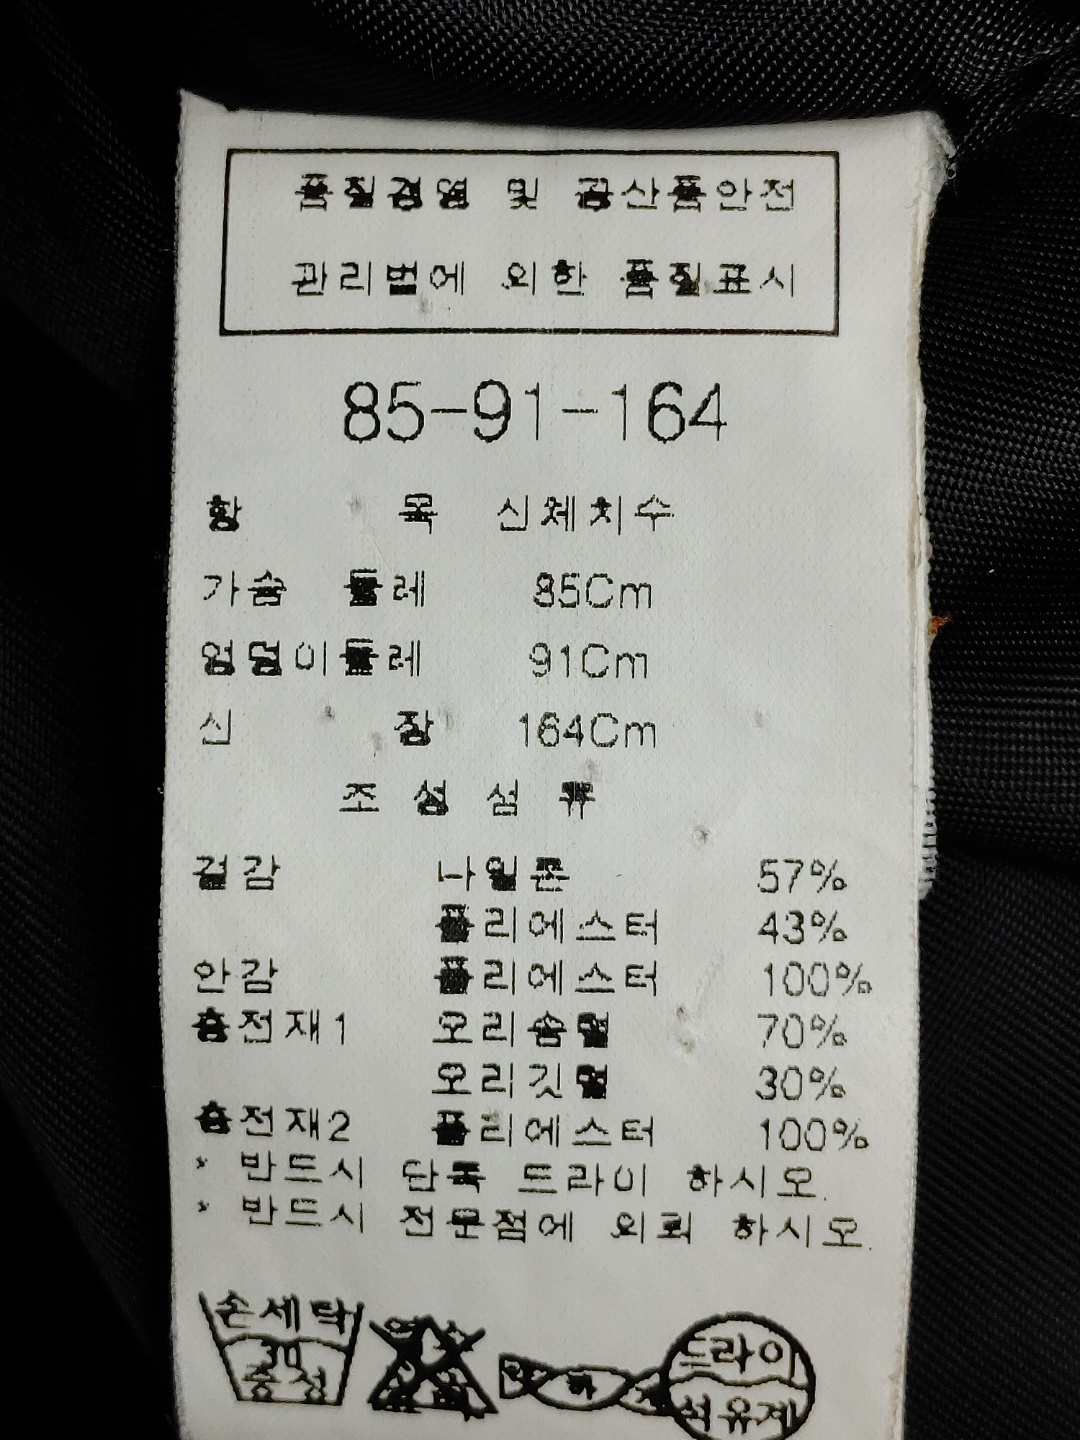 품질경영 및 공산품안전
관리법에 의한 품질표시
85-91-164
항 목 신체치수
가슴 둘레 85Cm
엉덩이둘레 91Cm
신 장 164Cm
조 성 섬 유
겉감 나일론 57%
폴리에스터 43%
안감 폴리에스터 100%
충전재1 오리솜털 70%
오리깃털 30%
충전재2 폴리에스터 100%
* 반드시 단독 드라이 하시오.
* 반드시 전문점에 의뢰 하시오.
손세탁
30
중성
드라이
석유계